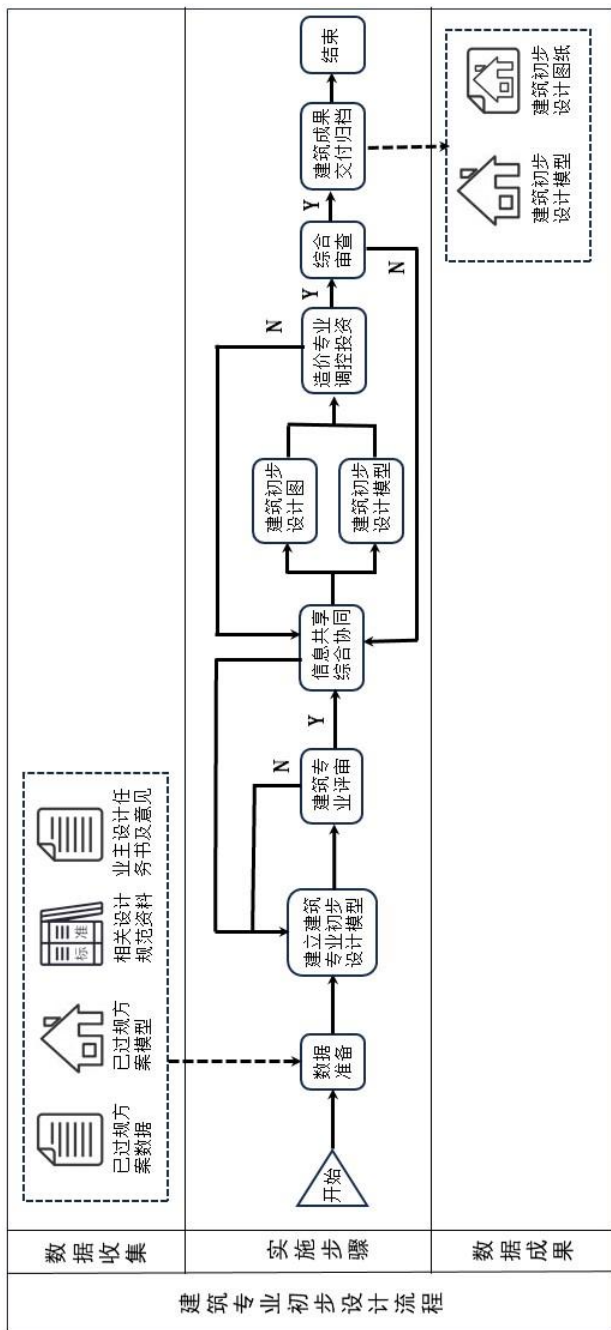 建筑专业初步设计流程
数据收集
已过规方
案数据
已过规方
案模型
标准
相关设计
规范资料
业主设计任
务书及意见
实施步骤
开始
数据
准备
建立建筑
专业初步
设计模型
建筑专
业评审
N
Y
信息共享
综合协同
建筑初步
设计图
建筑初步
设计模型
造价专业
调控投资
N
Y
综合
审查
N
Y
建筑成果
交付归档
结束
数据成果
建筑初步
设计模型
建筑初步
设计图纸